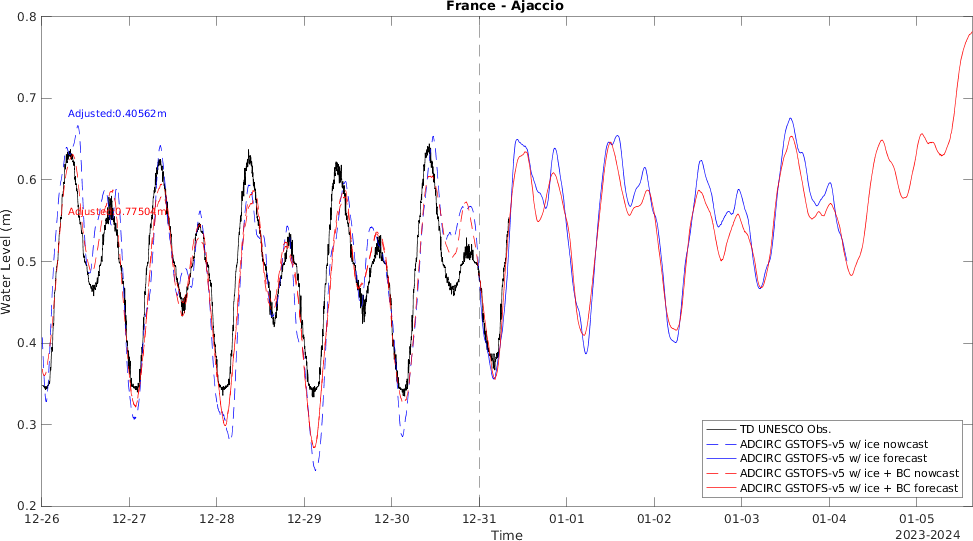 France - Ajaccio
0.8
0.7
0.6
0.5
0.4
0.3
0.2
Water Level (m)
Adjusted:0.40562m
Adjusted:0.77504m
TD UNESCO Obs.
ADCIRC GSTOFS-v5 w/ ice nowcast
ADCIRC GSTOFS-v5 w/ ice forecast
ADCIRC GSTOFS-v5 w/ ice + BC nowcast
ADCIRC GSTOFS-v5 w/ ice + BC forecast
12-26 12-27 12-28 12-29 12-30 12-31 01-01 01-02 01-03 01-04 01-05
Time
2023-2024